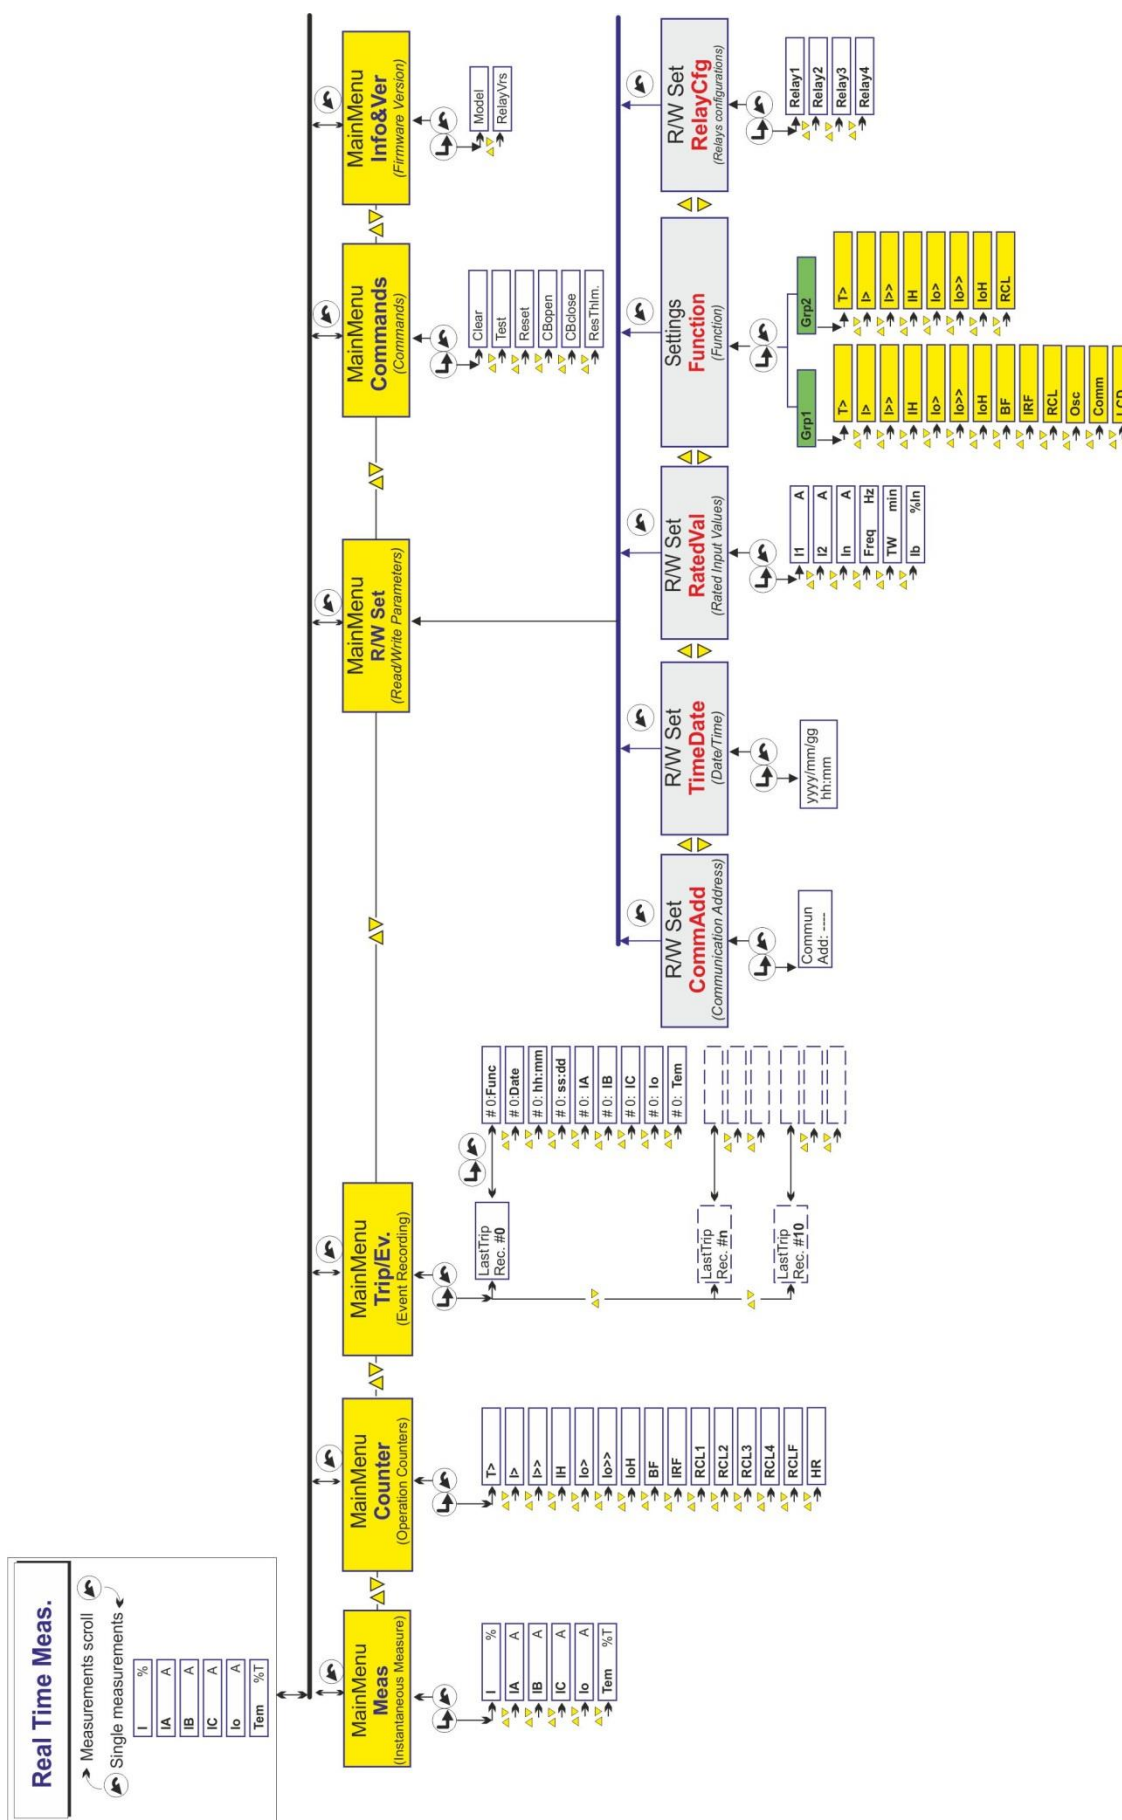 Real Time Meas.
Measurements scroll
Single measurements
I %
IA A
IB A
IC A
Io A
Tem %T
MainMenu
Meas
(Instantaneous Measure)
I %
IA A
IB A
IC A
Io A
Tem %T
MainMenu
Counter
(Operation Counters)
T>
I>
I>>
IH
Io>
Io>>
IoH
BF
IRF
RCL1
RCL2
RCL3
RCL4
RCLF
HR
MainMenu
Trip/Ev.
(Event Recording)
LastTrip
Rec. #0
# 0:Func
# 0:Date
# 0: hh:mm
# 0: ss:dd
# 0: IA
# 0: IB
# 0: IC
# 0: Io
# 0: Tem
LastTrip
Rec. #n
LastTrip
Rec. #10
MainMenu
R/W Set
(Read/Write Parameters)
MainMenu
Commands
(Commands)
Clear
Test
Reset
CBopen
CBclose
ResThIm.
MainMenu
Info&Ver
(Firmware Version)
Model
RelayVrs
R/W Set
CommAdd
(Communication Address)
Commun
Add: ----
R/W Set
TimeDate
(Date/Time)
yyyy/mm/gg
hh:mm
R/W Set
RatedVal
(Rated Input Values)
I1 A
I2 A
In A
Freq Hz
TW min
Ib %In
Settings
Function
(Function)
Grp1
T>
I>
I>>
IH
Io>
Io>>
IoH
BF
IRF
RCL
Osc
Comm
LCD
Grp2
T>
I>
I>>
IH
Io>
Io>>
IoH
RCL
R/W Set
RelayCfg
(Relays configurations)
Relay1
Relay2
Relay3
Relay4